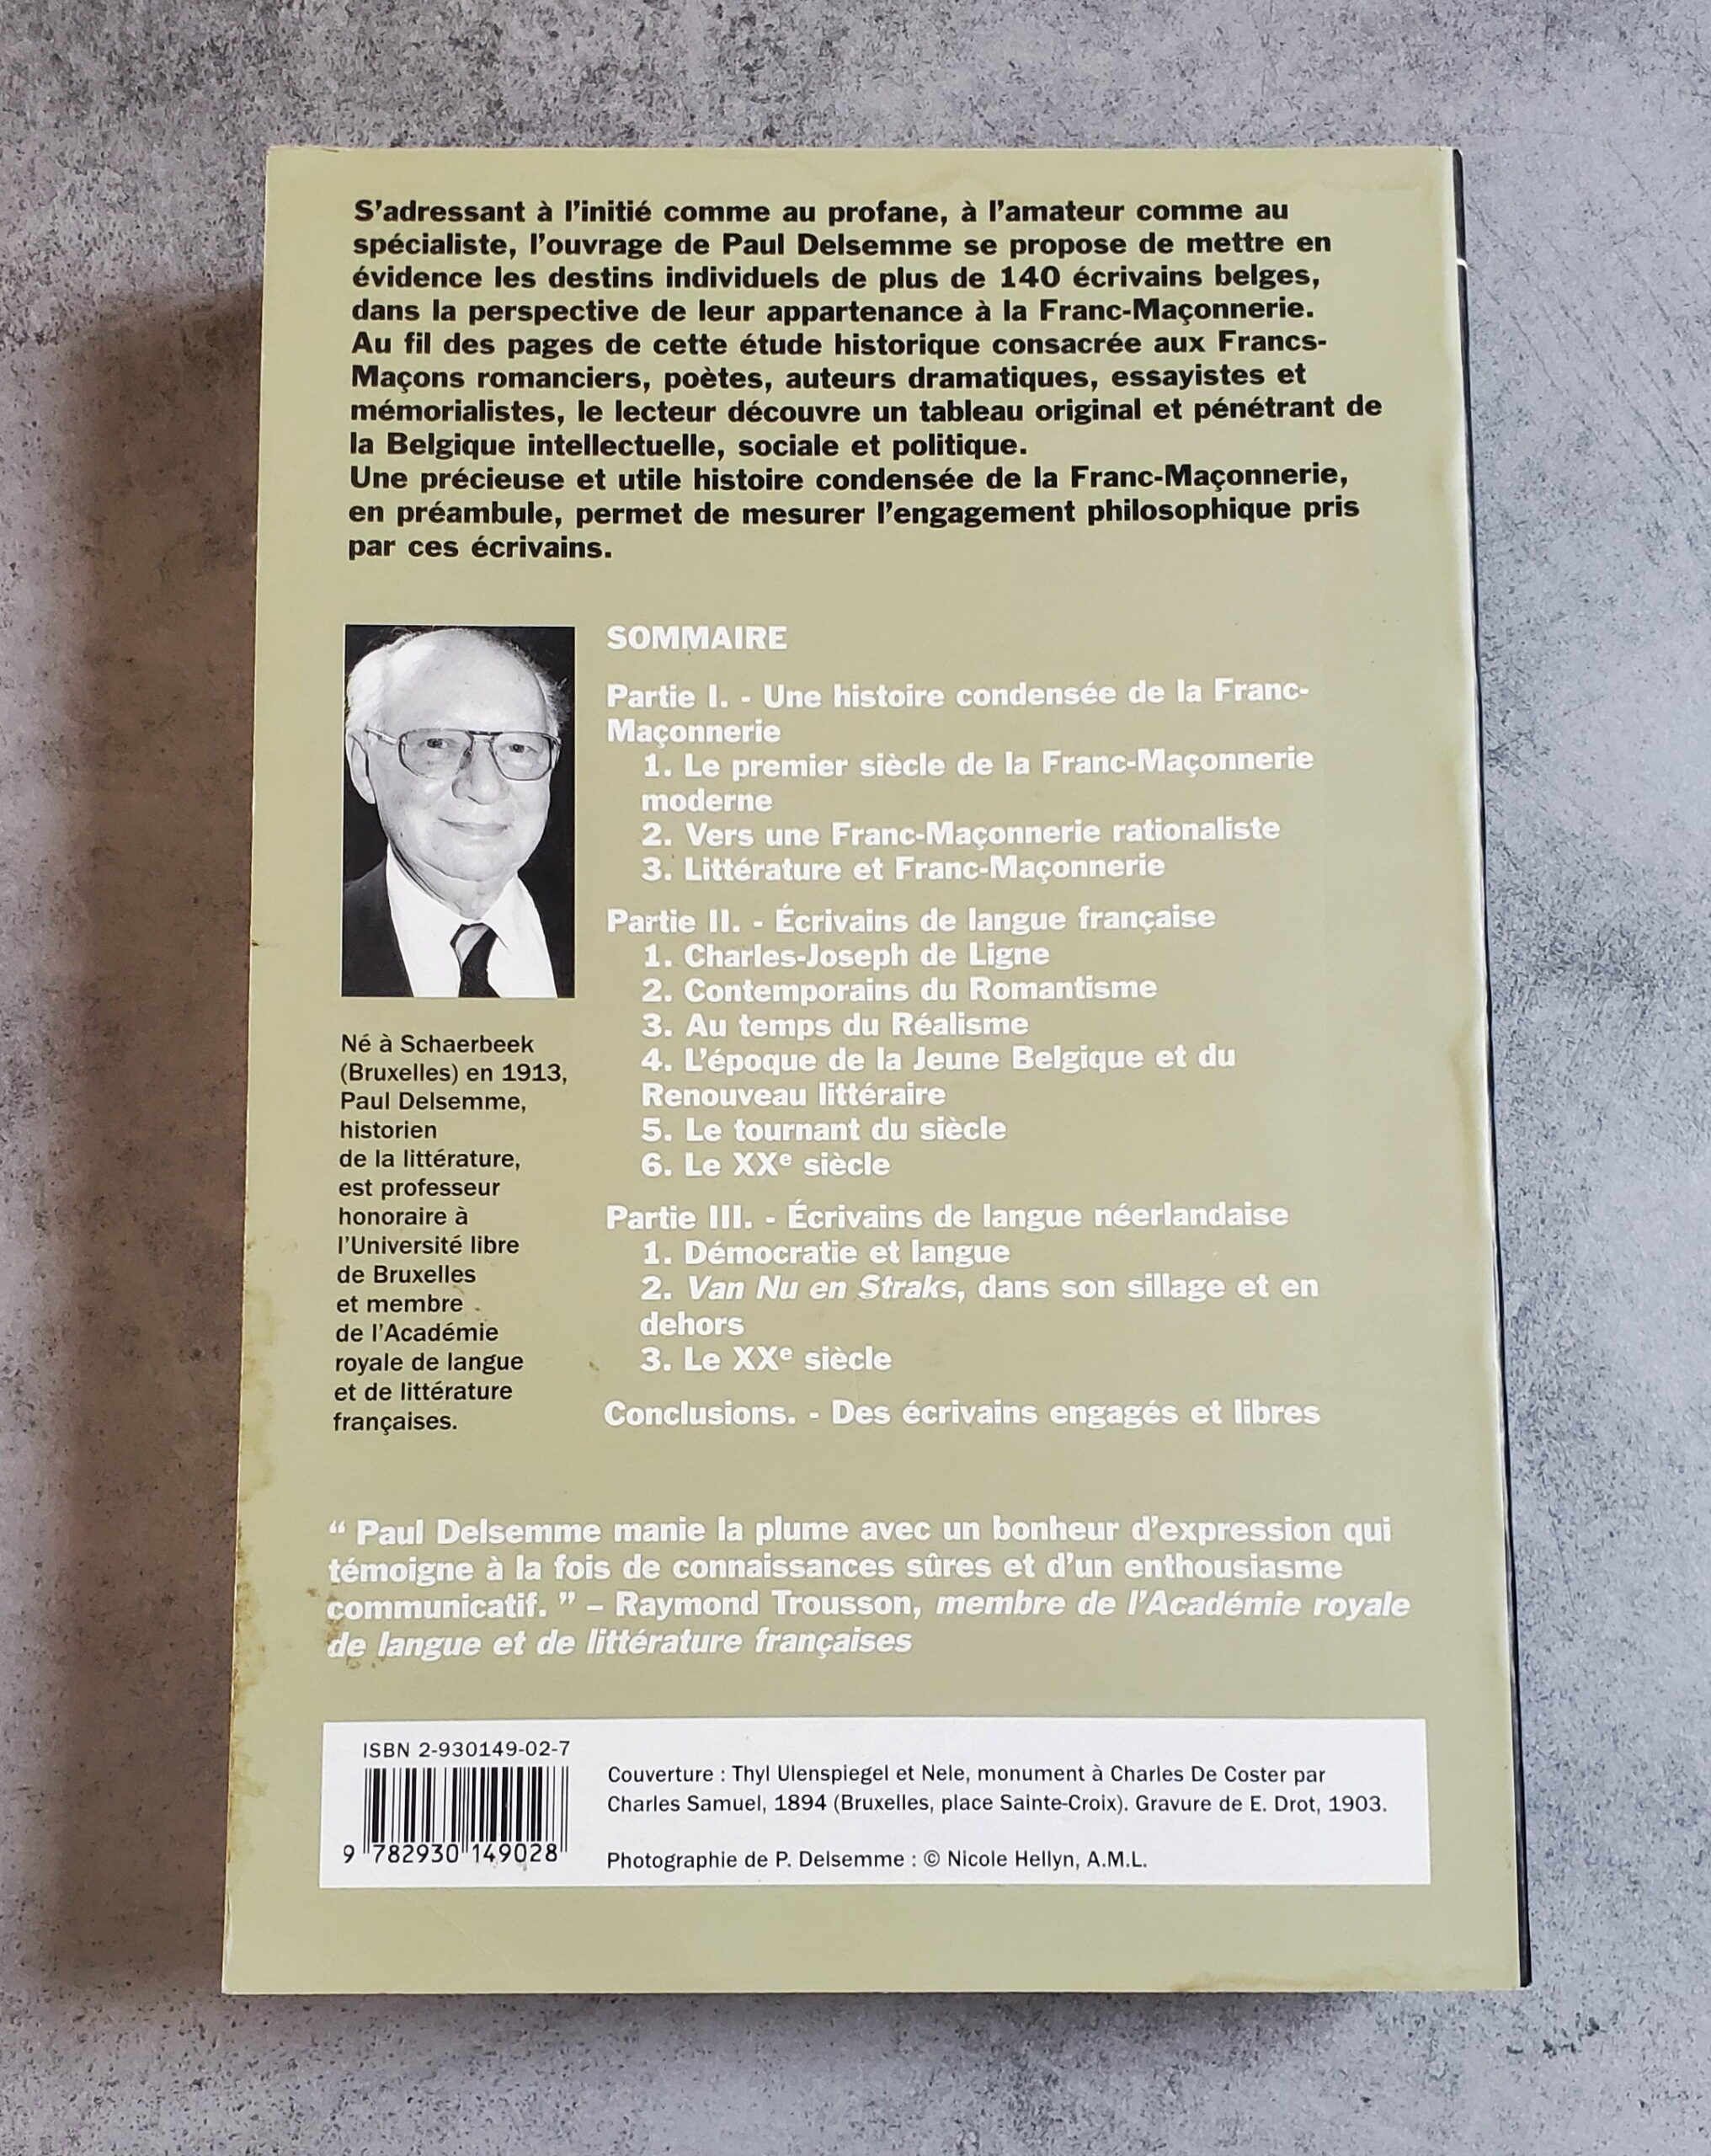 S’adressant à l’initié comme au profane, à l’amateur comme au
spécialiste, l’ouvrage de Paul Delsemme se propose de mettre en
évidence les destins individuels de plus de 140 écrivains belges,
dans la perspective de leur appartenance à la Franc-Maçonnerie.
Au fil des pages de cette étude historique consacrée aux Francs-
Maçons romanciers, poètes, auteurs dramatiques, essayistes et
mémorialistes, le lecteur découvre un tableau original et pénétrant de
la Belgique intellectuelle, sociale et politique.
Une précieuse et utile histoire condensée de la Franc-Maçonnerie,
en préambule, permet de mesurer l’engagement philosophique pris
par ces écrivains.
Né à Schaerbeek
(Bruxelles) en 1913,
Paul Delsemme,
historien
de la littérature,
est professeur
honoraire à
l’Université libre
de Bruxelles
et membre
de l’Académie
royale de langue
et de littérature
françaises.
SOMMAIRE
Partie I. - Une histoire condensée de la Franc-
Maçonnerie
1. Le premier siècle de la Franc-Maçonnerie
moderne
2. Vers une Franc-Maçonnerie rationaliste
3. Littérature et Franc-Maçonnerie
Partie II. - Écrivains de langue française
1. Charles-Joseph de Ligne
2. Contemporains du Romantisme
3. Au temps du Réalisme
4. L’époque de la Jeune Belgique et du
Renouveau littéraire
5. Le tournant du siècle
6. Le XXe siècle
Partie III. - Écrivains de langue néerlandaise
1. Démocratie et langue
2. Van Nu en Straks, dans son sillage et en
dehors
3. Le XXe siècle
Conclusions. - Des écrivains engagés et libres
“ Paul Delsemme manie la plume avec un bonheur d’expression qui
témoigne à la fois de connaissances sûres et d’un enthousiasme
communicatif. ” – Raymond Trousson, membre de l’Académie royale
de langue et de littérature françaises
ISBN 2-930149-02-7
9 782930 149028
Couverture : Thyl Ulenspiegel et Nele, monument à Charles De Coster par
Charles Samuel, 1894 (Bruxelles, place Sainte-Croix). Gravure de E. Drot, 1903.
Photographie de P. Delsemme : © Nicole Hellyn, A.M.L.